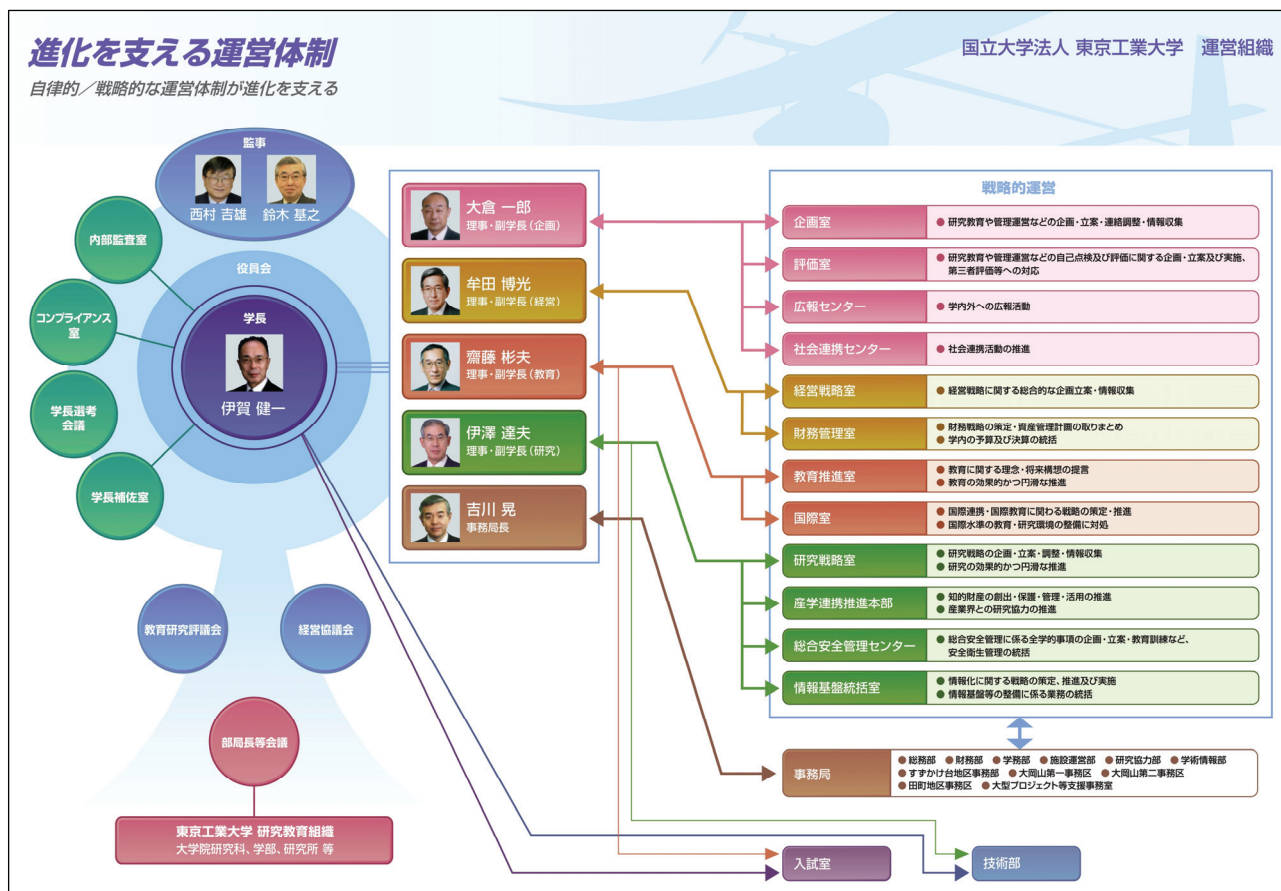 進化を支える運営体制
自律的／戦略的な運営体制が進化を支える
国立大学法人 東京工業大学　運営組織
監事
西村 吉雄
鈴木 基之
内部監査室
コンプライアンス
室
学長選考
会議
学長補佐室
役員会
学長
伊賀 健一
教育研究評議会
経営協議会
部局長等会議
東京工業大学 研究教育組織
大学院研究科、学部、研究所 等
大倉 一郎
理事・副学長（企画）
牟田 博光
理事・副学長（経営）
齋藤 彬夫
理事・副学長（教育）
伊澤 達夫
理事・副学長（研究）
吉川 晃
事務局長
戦略的運営
企画室
● 研究教育や管理運営などの企画・立案・連絡調整・情報収集
評価室
● 研究教育や管理運営などの自己点検及び評価に関する企画・立案及び実施、
第三者評価等への対応
広報センター
● 学内外への広報活動
社会連携センター
● 社会連携活動の推進
経営戦略室
● 経営戦略に関する総合的な企画立案・情報収集
財務管理室
● 財務戦略の策定・資産管理計画の取りまとめ
● 学内の予算及び決算の統括
教育推進室
● 教育に関する理念・将来構想の提言
● 教育の効果的かつ円滑な推進
国際室
● 国際連携・国際教育に関わる戦略の策定・推進
● 国際水準の教育・研究環境の整備に対処
研究戦略室
● 研究戦略の企画・立案・調整・情報収集
● 研究の効果的かつ円滑な推進
産学連携推進本部
● 知的財産の創出・保護・管理・活用の推進
● 産業界との研究協力の推進
総合安全管理センター
● 総合安全管理に係る全学的事項の企画・立案・教育訓練など、
安全衛生管理の統括
情報基盤統括室
● 情報化に関する戦略の策定、推進及び実施
● 情報基盤等の整備に係る業務の統括
事務局
● 総務部 ● 財務部 ● 学務部 ● 施設運営部 ● 研究協力部 ● 学術情報部
● すずかけ台地区事務部 ● 大岡山第一事務区 ● 大岡山第二事務区
● 田町地区事務区 ● 大型プロジェクト等支援事務室
入試室
技術部